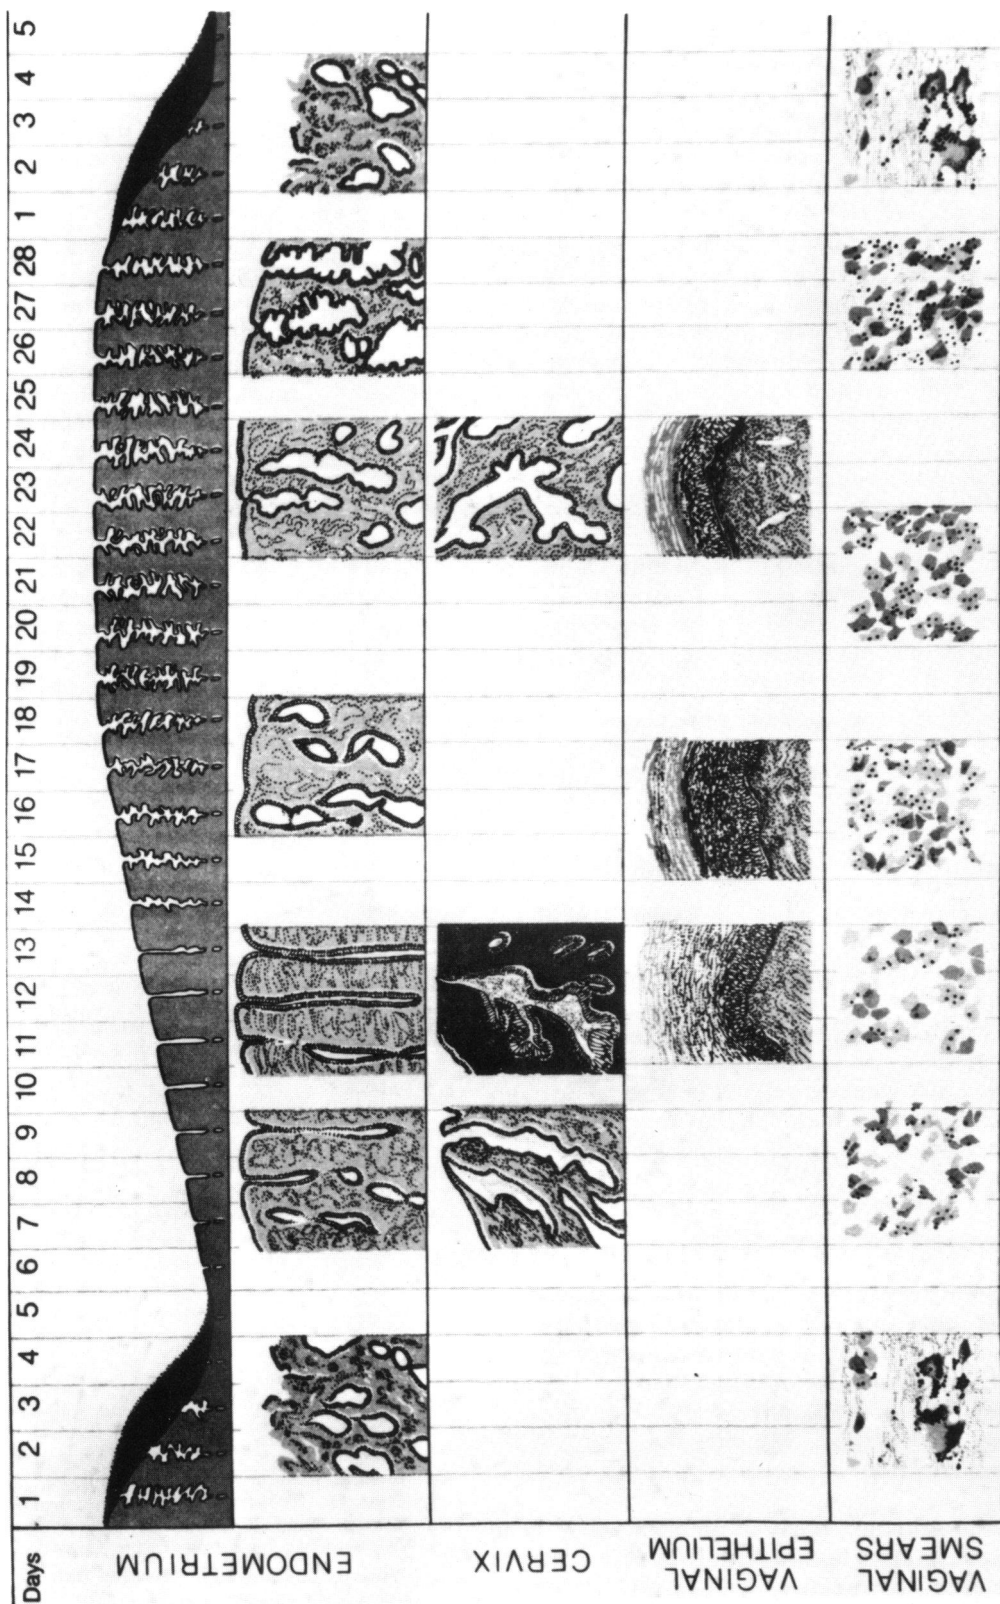 Days 1 2 3 4 5 6 7 8 9 10 11 12 13 14 15 16 17 18 19 20 21 22 23 24 25 26 27 28 1 2 3 4 5
ENDOMETRIUM
CERVIX
VAGINAL
EPITHELIUM
VAGINAL
SMEARS